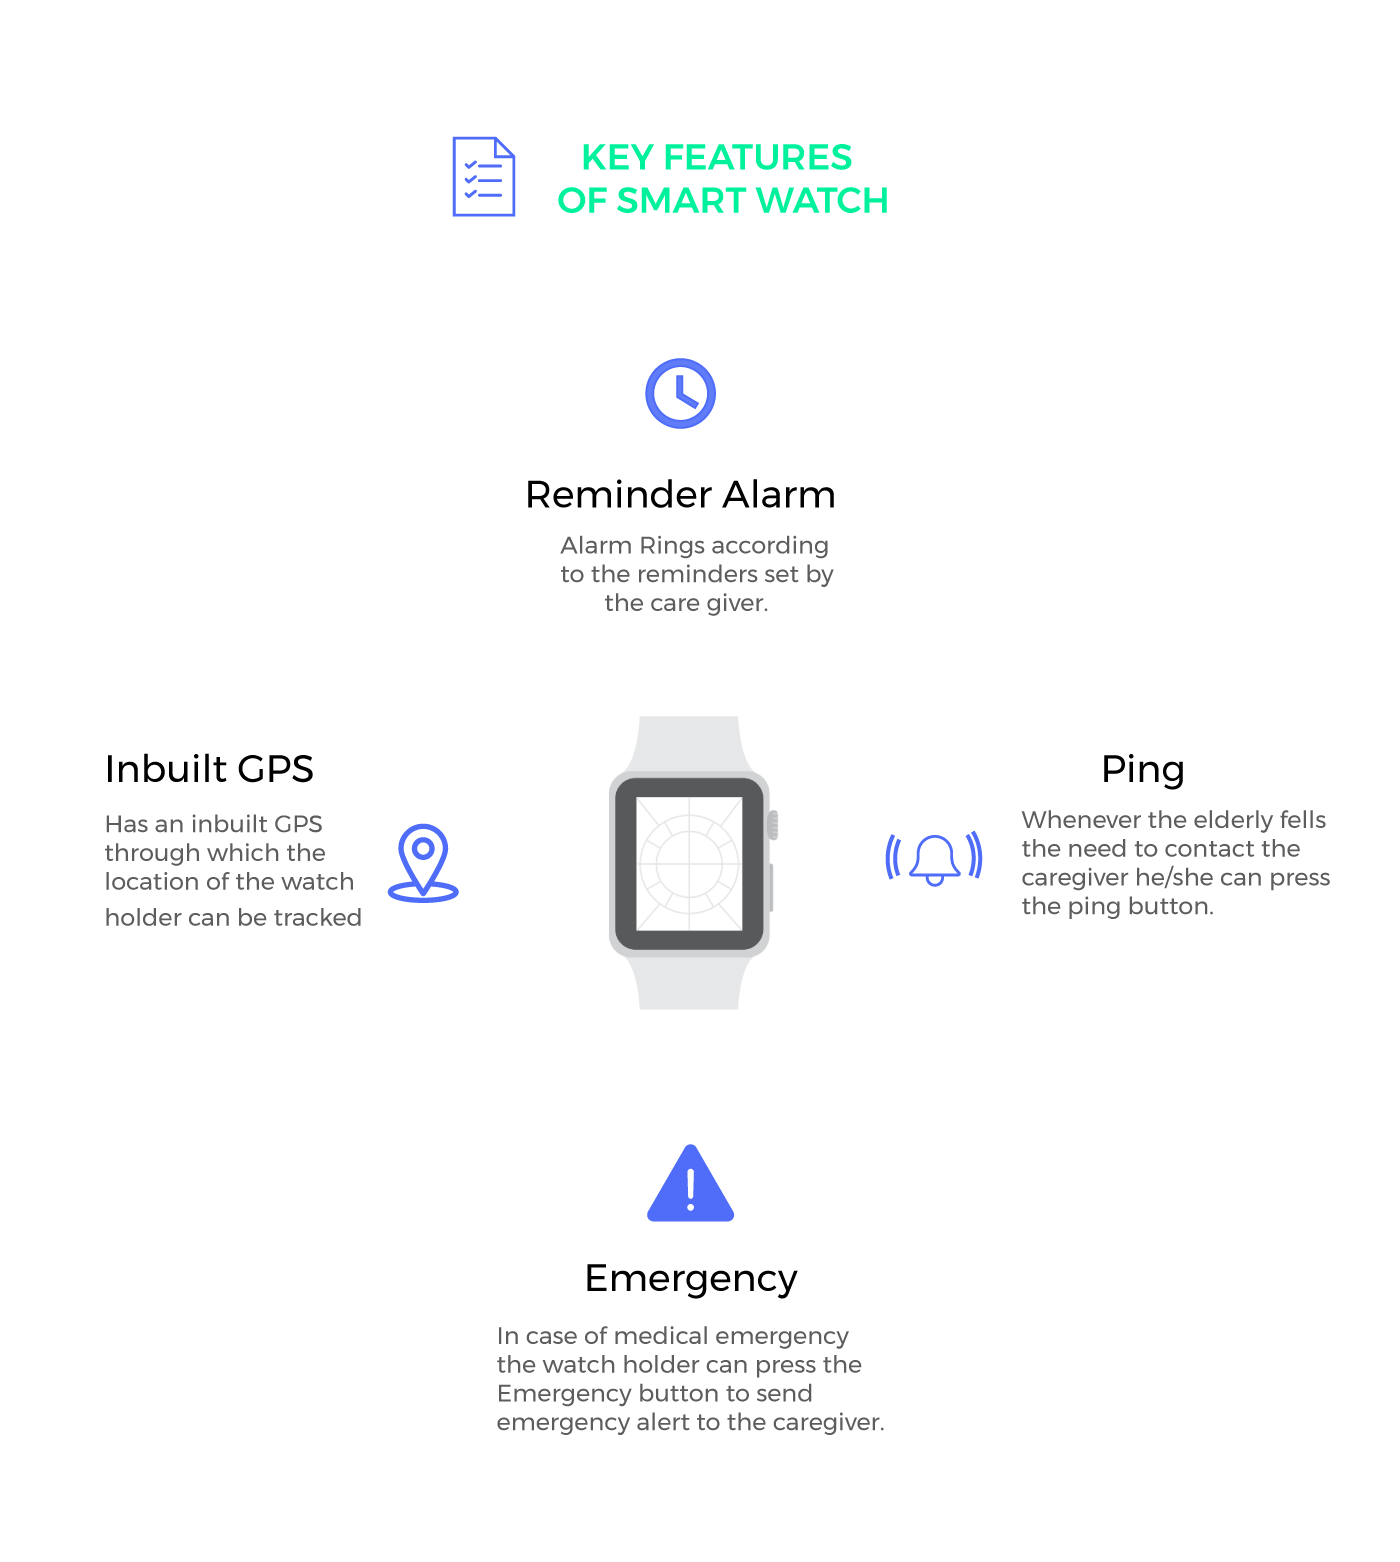 KEY FEATURES
OF SMART WATCH
Reminder Alarm
Alarm Rings according
to the reminders set by
the care giver.
Inbuilt GPS
Has an inbuilt GPS
through which the
location of the watch
holder can be tracked
Ping
Whenever the elderly fells
the need to contact the
caregiver he/she can press
the ping button.
Emergency
In case of medical emergency
the watch holder can press the
Emergency button to send
emergency alert to the caregiver.